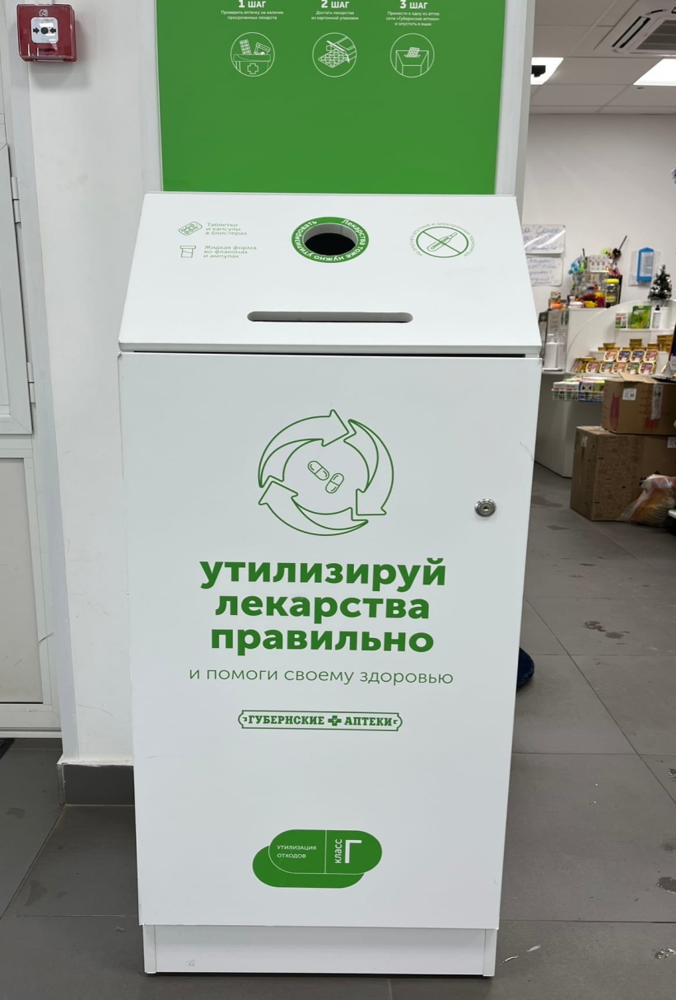 1 ШАГ
Проверить аптечку на наличие
просроченных лекарств
2 ШАГ
Достать лекарства
из картонной упаковки
3 ШАГ
Принести в одну из аптек
сети «Губернские аптеки»
и опустить в ящик
Таблетки
и капсулы
в блистерах
Жидкая форма
во флаконах
и ампулах
Лекарства тоже нужно утилизировать
утилизируй
лекарства
правильно
и помоги своему здоровью
ГУБЕРНСКИЕ АПТЕКИ
УТИЛИЗАЦИЯ
ОТХОДОВ
КЛАСС
Г